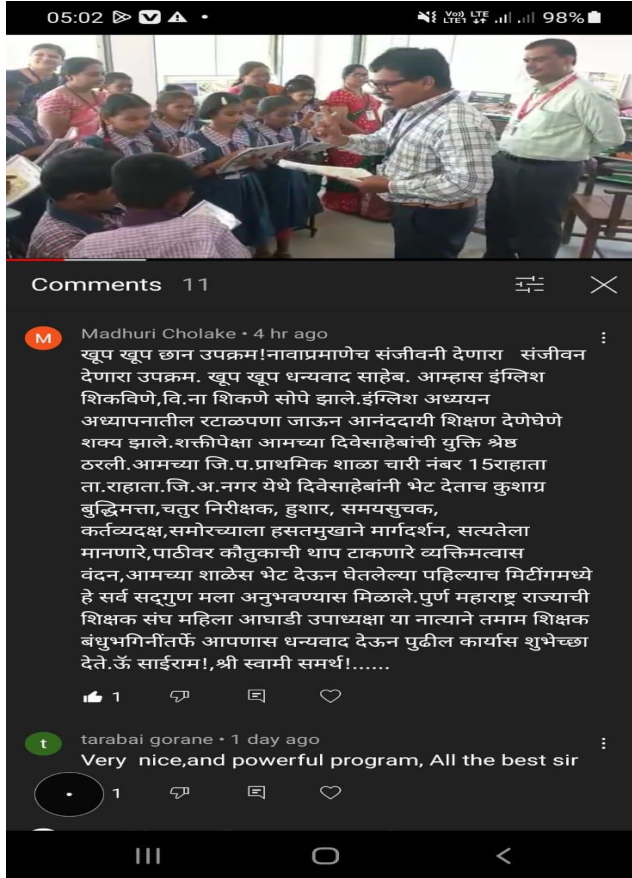 05:02
Vo)) LTE
LTE1
98%
Comments 11
M
Madhuri Cholake • 4 hr ago
खूप खूप छान उपक्रम!नावाप्रमाणेच संजीवनी देणारा संजीवन
देणारा उपक्रम. खूप खूप धन्यवाद साहेब. आम्हास इंग्लिश
शिकविणे,वि.ना शिकणे सोपे झाले.इंग्लिश अध्ययन
अध्यापनातील रटाळपणा जाऊन आनंददायी शिक्षण देणेघेणे
शक्य झाले.शक्तीपेक्षा आमच्या दिवेसाहेबांची युक्ति श्रेष्ठ
ठरली.आमच्या जि.प.प्राथमिक शाळा चारी नंबर 15राहाता
ता.राहाता.जि.अ.नगर येथे दिवेसाहेबांनी भेट देताच कुशाग्र
बुद्धिमत्ता,चतुर निरीक्षक, हुशार, समयसुचक,
कर्तव्यदक्ष,समोरच्याला हसतमुखाने मार्गदर्शन, सत्यतेला
मानणारे,पाठीवर कौतुकाची थाप टाकणारे व्यक्तिमत्वास
वंदन,आमच्या शाळेस भेट देऊन घेतलेल्या पहिल्याच मिटींगमध्ये
हे सर्व सद्‌गुण मला अनुभवण्यास मिळाले.पुर्ण महाराष्ट्र राज्याची
शिक्षक संघ महिला आघाडी उपाध्यक्षा या नात्याने तमाम शिक्षक
बंधुभगिनींतर्फे आपणास धन्यवाद देऊन पुढील कार्यास शुभेच्छा
देते.ऊॅं साईराम!,श्री स्वामी समर्थ!......
1
t
tarabai gorane • 1 day ago
Very nice,and powerful program, All the best sir
1